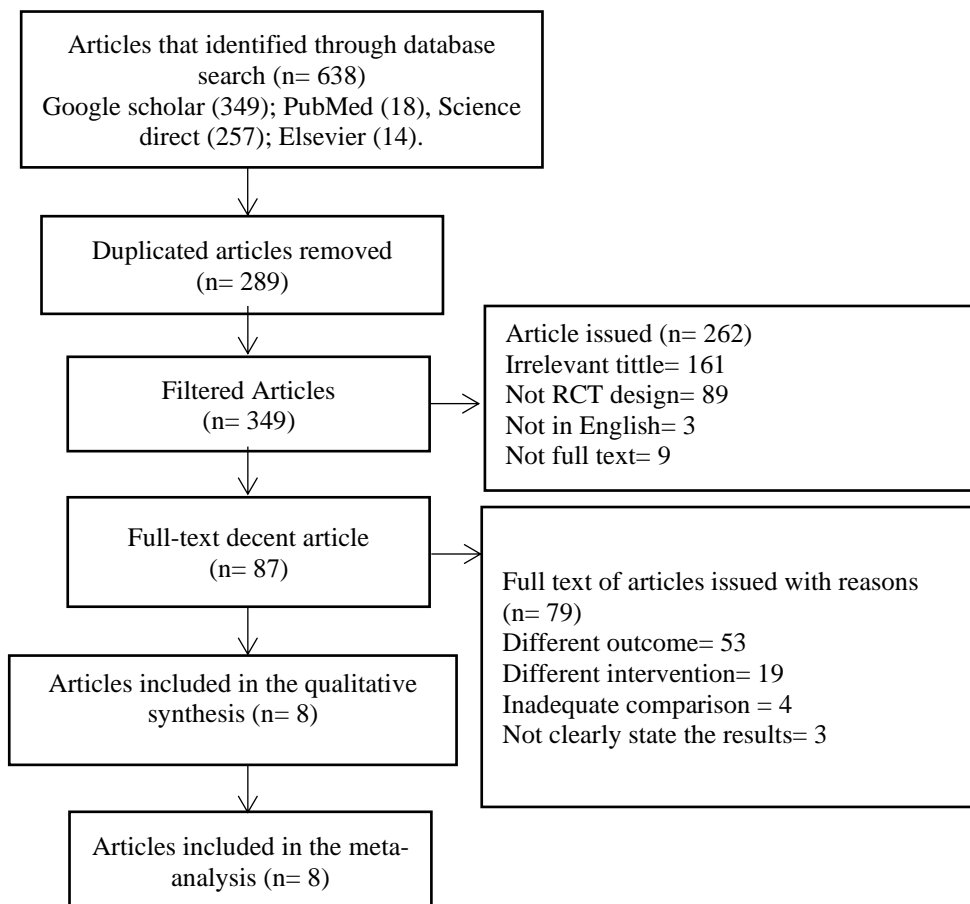 Articles that identified through database
search (n= 638)
Google scholar (349); PubMed (18), Science
direct (257); Elsevier (14).
Duplicated articles removed
(n= 289)
Filtered Articles
(n= 349)
Article issued (n= 262)
Irrelevant tittle= 161
Not RCT design= 89
Not in English= 3
Not full text= 9
Full-text decent article
(n= 87)
Full text of articles issued with reasons
(n= 79)
Different outcome= 53
Different intervention= 19
Inadequate comparison = 4
Not clearly state the results= 3
Articles included in the qualitative
synthesis (n= 8)
Articles included in the meta-
analysis (n= 8)